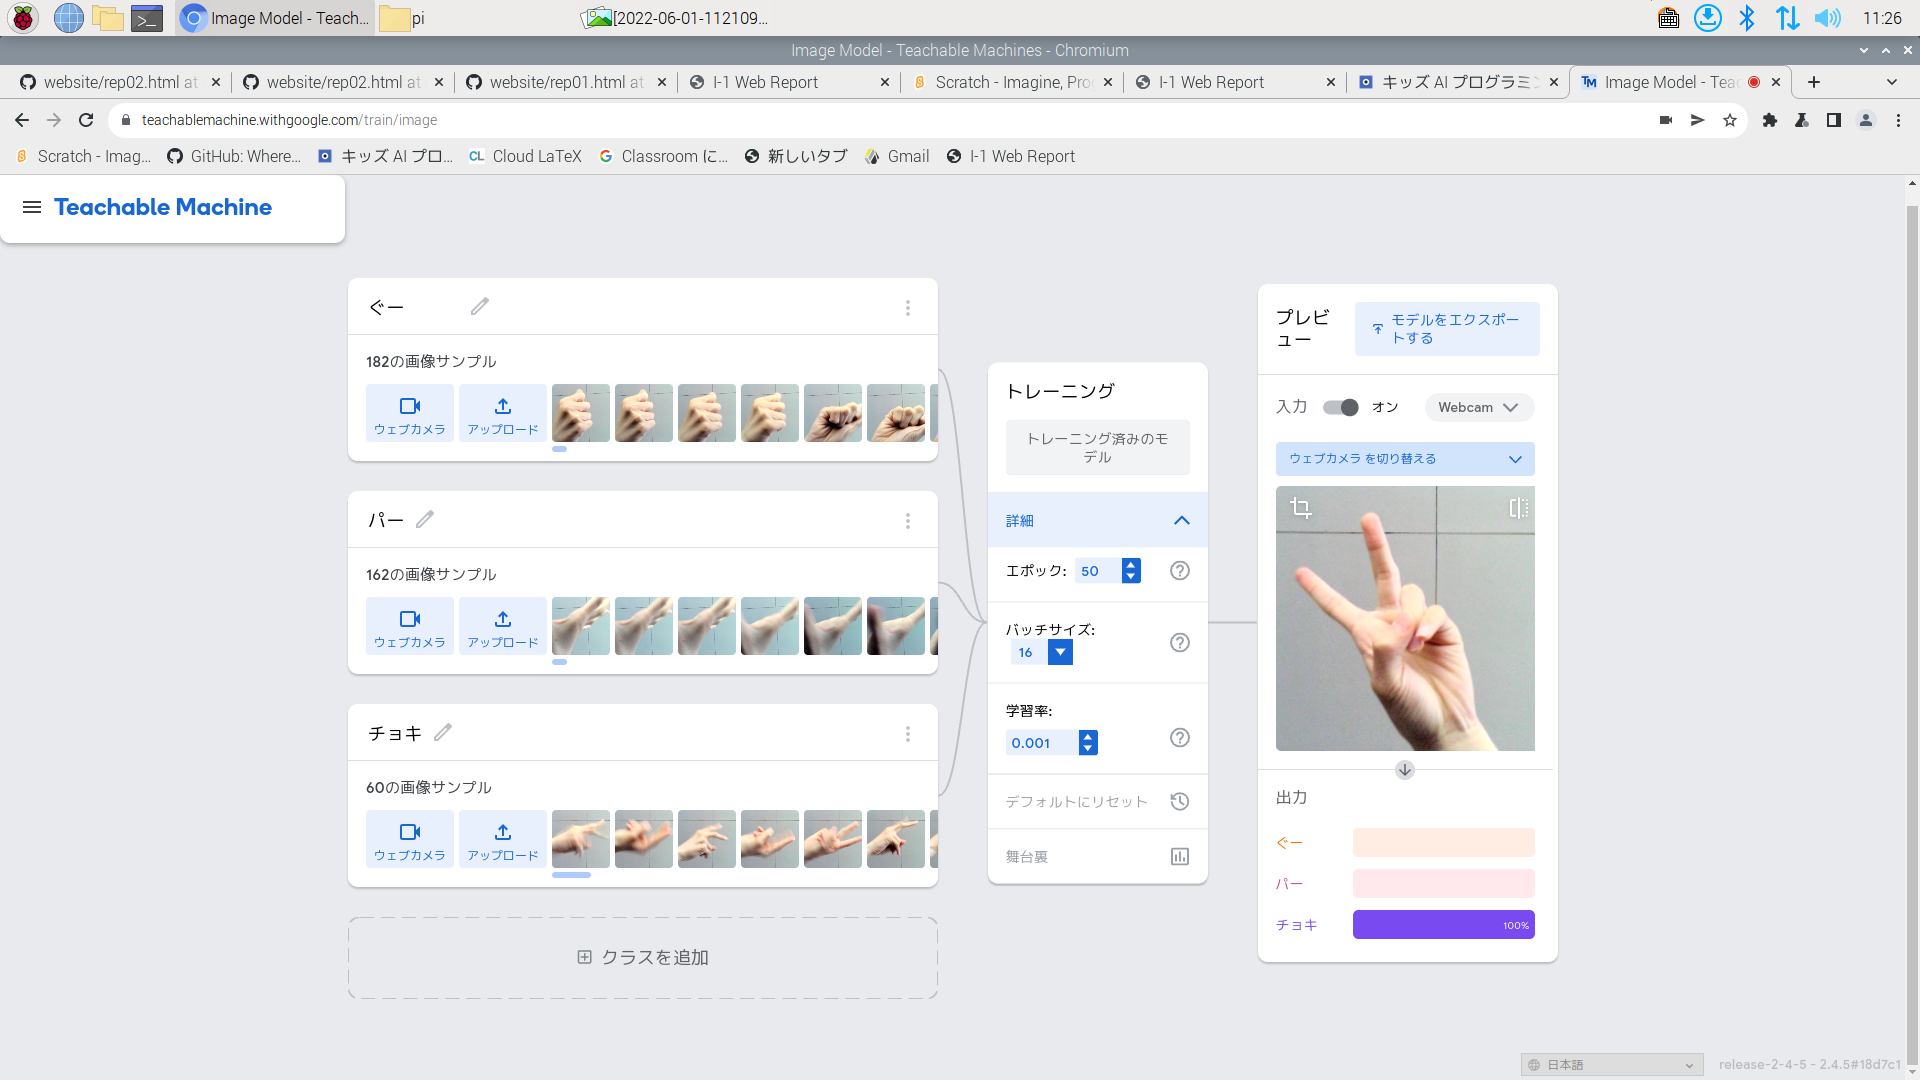 Image Model - Teach...
pi
[2022-06-01-112109...
11:26
Image Model - Teachable Machines - Chromium
website/rep02.html at
website/rep02.html at
website/rep01.html at
I-1 Web Report
Scratch - Imagine, Pro
I-1 Web Report
キッズ AI プログラミン
Image Model - Tea
teachablemachine.withgoogle.com/train/image
Scratch - Imag...
GitHub: Where...
キッズ AI プロ...
CL Cloud LaTeX
Classroom に...
新しいタブ
Gmail
I-1 Web Report
Teachable Machine
ぐー
182の画像サンプル
ウェブカメラ
アップロード
パー
162の画像サンプル
ウェブカメラ
アップロード
チョキ
60の画像サンプル
ウェブカメラ
アップロード
クラスを追加
トレーニング
トレーニング済みのモ
デル
詳細
エポック: 50
バッチサイズ:
16
学習率:
0.001
デフォルトにリセット
舞台裏
プレビ
ュー
モデルをエクスポー
トする
入力 オン Webcam
ウェブカメラ を切り替える
出力
ぐー
パー
チョキ 100%
日本語
release-2-4-5 - 2.4.5#18d7c1